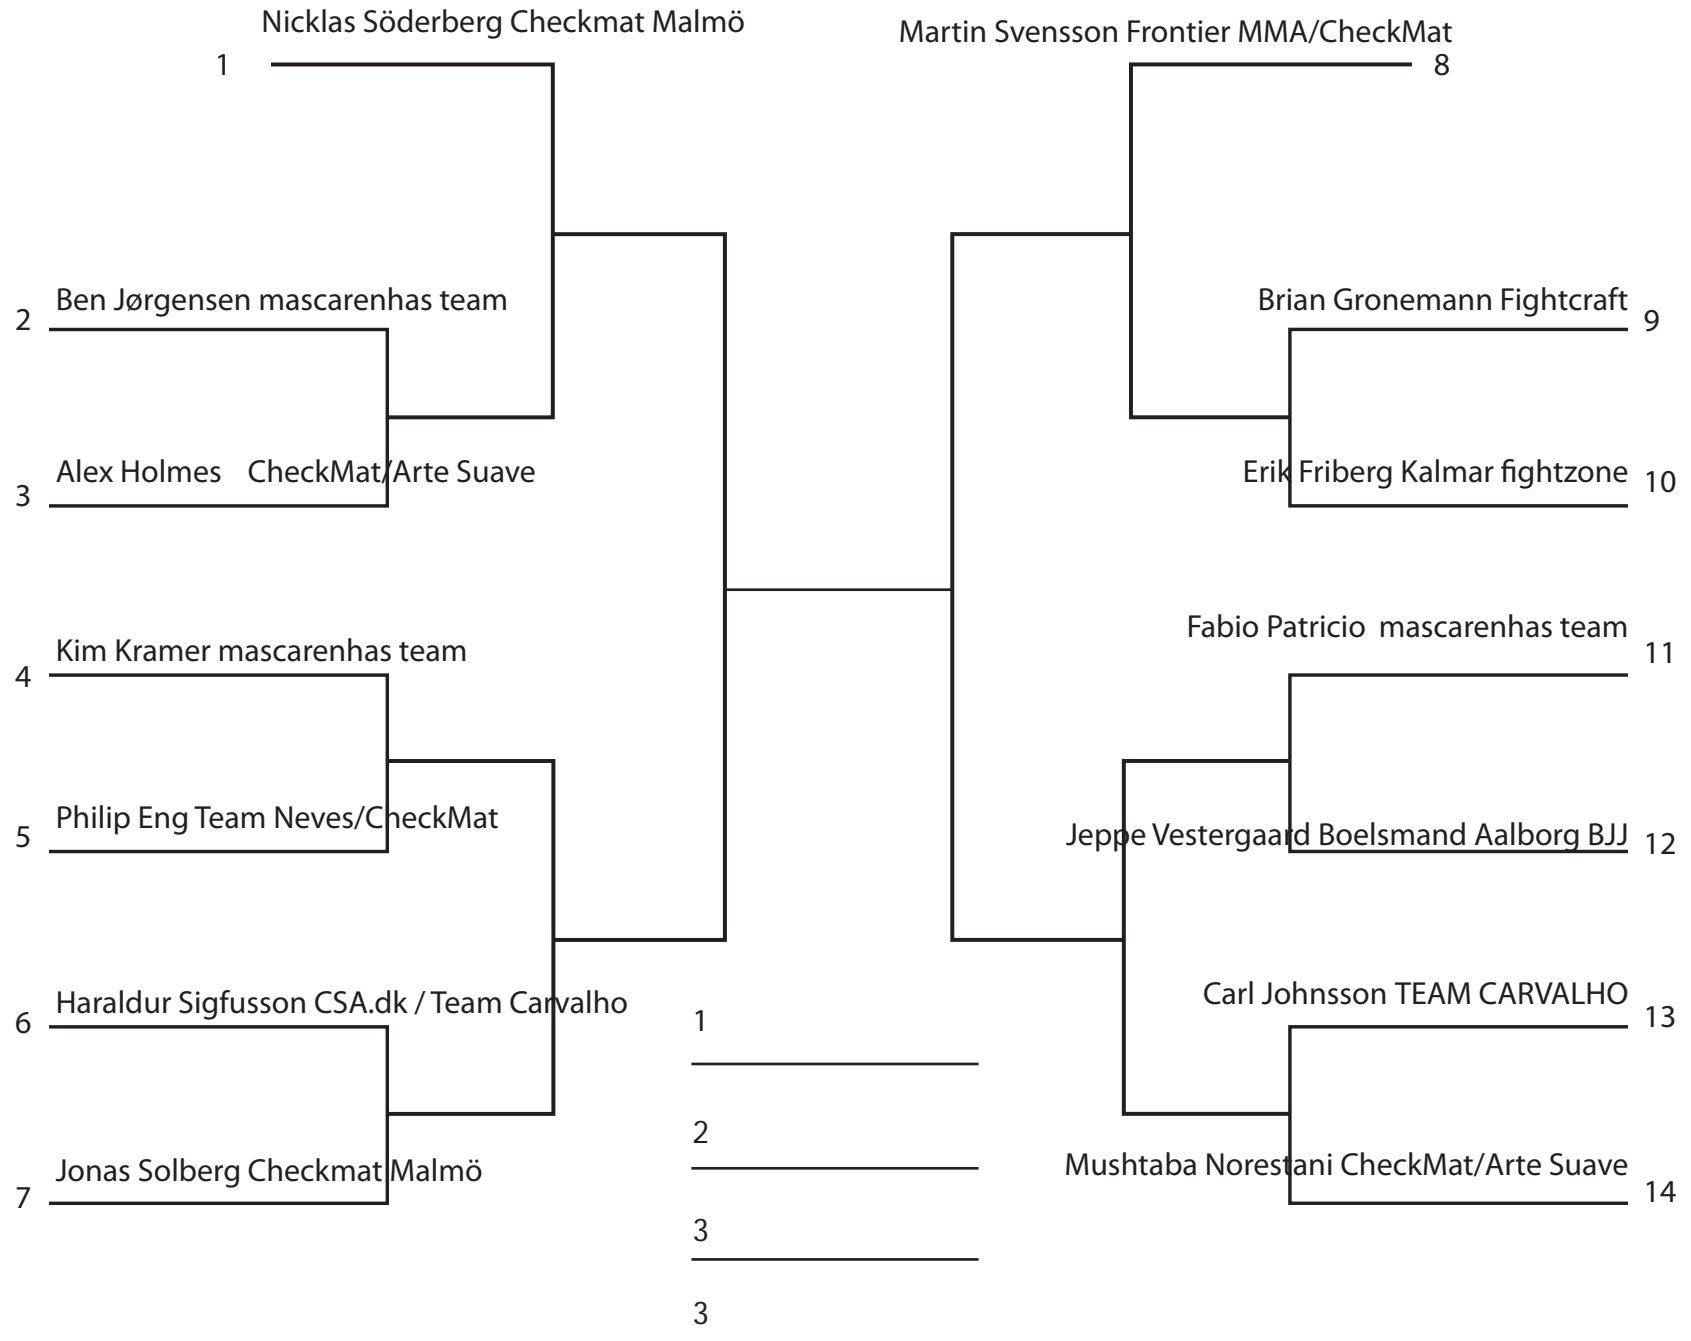 Nicklas Söderberg Checkmat Malmö
1
Martin Svensson Frontier MMA/CheckMat
8
Ben Jørgensen mascarenhas team
2
Alex Holmes CheckMat/Arte Suave
3
Kim Kramer mascarenhas team
4
Philip Eng Team Neves/CheckMat
5
Haraldur Sigfusson CSA.dk / Team Carvalho
6
Jonas Solberg Checkmat Malmö
7
Brian Gronemann Fightcraft
9
Erik Friberg Kalmar fightzone
10
Fabio Patricio mascarenhas team
11
Jeppe Vestergaard Boelsmand Aalborg BJJ
12
Carl Johnsson TEAM CARVALHO
13
Mushtaba Norestani CheckMat/Arte Suave
14
1
2
3
3